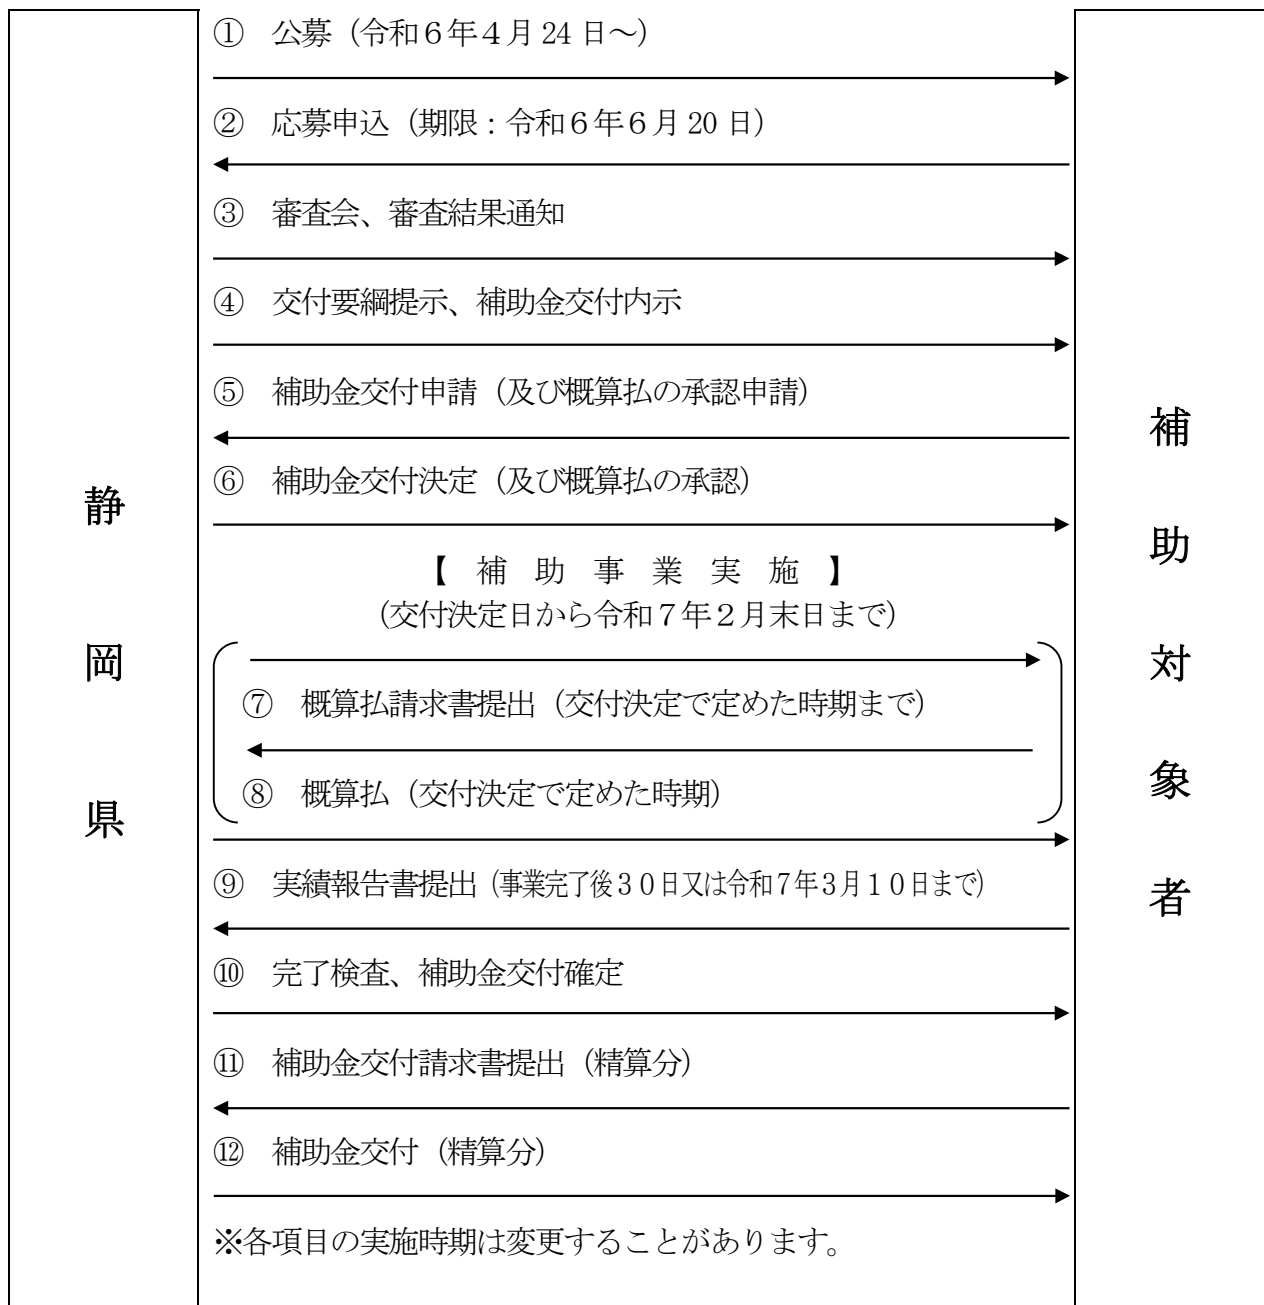 ① 公募（令和６年４月 24 日～）
② 応募申込（期限：令和６年６月 20 日）
③ 審査会、審査結果通知
④ 交付要綱提示、補助金交付内示
⑤ 補助金交付申請（及び概算払の承認申請）
⑥ 補助金交付決定（及び概算払の承認）
【 補 助 事 業 実 施 】
（交付決定日から令和７年２月末日まで）
⑦ 概算払請求書提出（交付決定で定めた時期まで）
⑧ 概算払（交付決定で定めた時期）
⑨ 実績報告書提出（事業完了後３０日又は令和７年３月１０日まで）
⑩ 完了検査、補助金交付確定
⑪ 補助金交付請求書提出（精算分）
⑫ 補助金交付（精算分）
※各項目の実施時期は変更することがあります。
静岡県
補助対象者